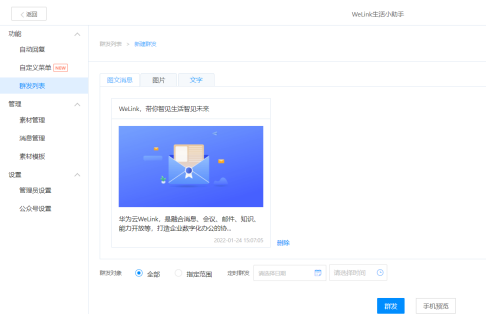 < 返回
WeLink生活小助手
功能
自动回复
自定义菜单 NEW
群发列表
管理
素材管理
消息管理
素材模板
设置
管理员设置
公众号设置
群发列表 > 新建群发
图文消息 图片 文字
WeLink，带你智见生活智见未来
华为云WeLink，是融合消息、会议、邮件、知识、
能力开放等，打造企业数字化办公的协...
2022-01-24 15:07:05
删除
群发对象 全部 指定范围 定时群发 请选择日期 请选择时间
群发 手机预览